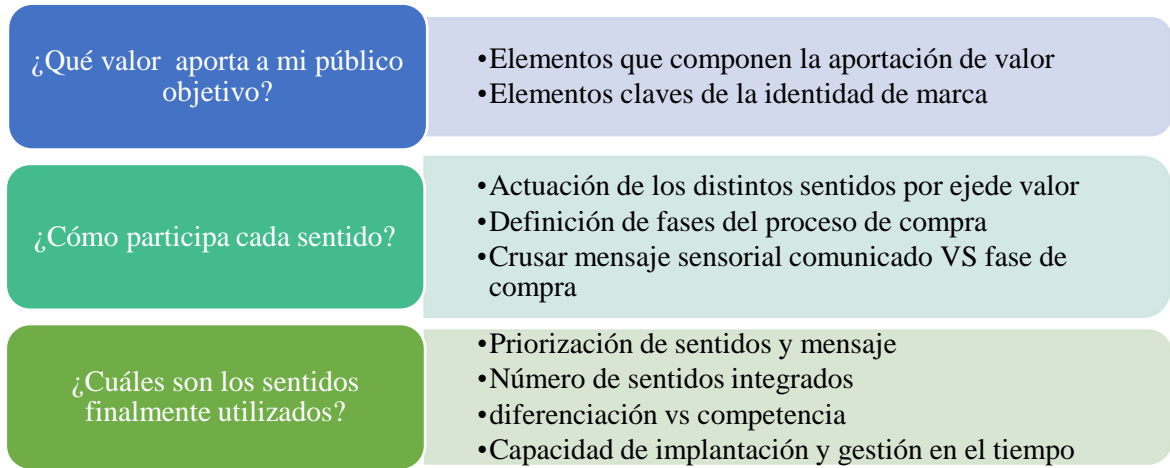 ¿Qué valor aporta a mi público
objetivo?
•Elementos que componen la aportación de valor
•Elementos claves de la identidad de marca
¿Cómo participa cada sentido?
•Actuación de los distintos sentidos por ejede valor
•Definición de fases del proceso de compra
•Crusar mensaje sensorial comunicado VS fase de
compra
¿Cuáles son los sentidos
finalmente utilizados?
•Priorización de sentidos y mensaje
•Número de sentidos integrados
•diferenciación vs competencia
•Capacidad de implantación y gestión en el tiempo